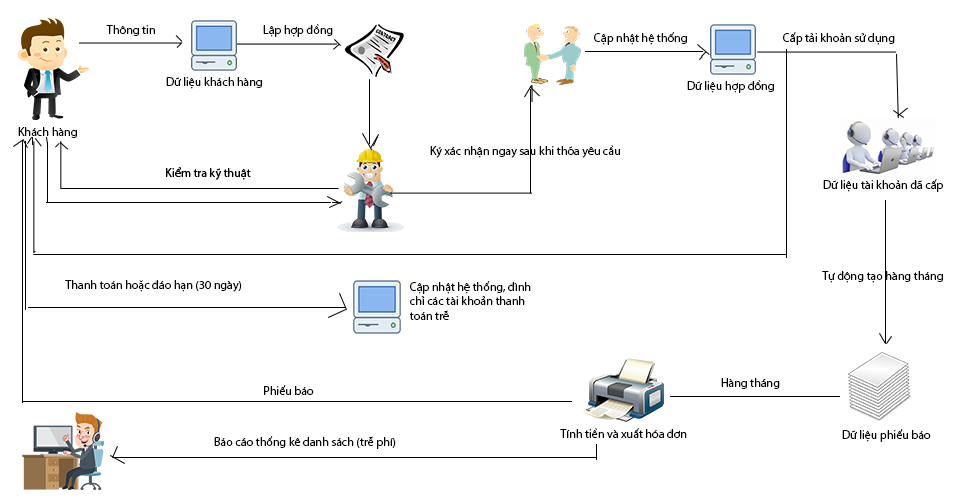 Thông tin
Lập hợp đồng
Cập nhật hệ thống
Cấp tài khoản sử dụng
Dữ liệu khách hàng
Dữ liệu hợp đồng
Khách hàng
Ký xác nhận ngay sau khi thỏa yêu cầu
Kiểm tra kỹ thuật
Dữ liệu tài khoản đã cấp
Tự động tạo hàng tháng
Thanh toán hoặc đáo hạn (30 ngày)
Cập nhật hệ thống, đình
chỉ các tài khoản thanh
toán trễ
Phiếu báo
Hàng tháng
Tính tiền và xuất hóa đơn
Dữ liệu phiếu báo
Báo cáo thống kê danh sách (trễ phí)